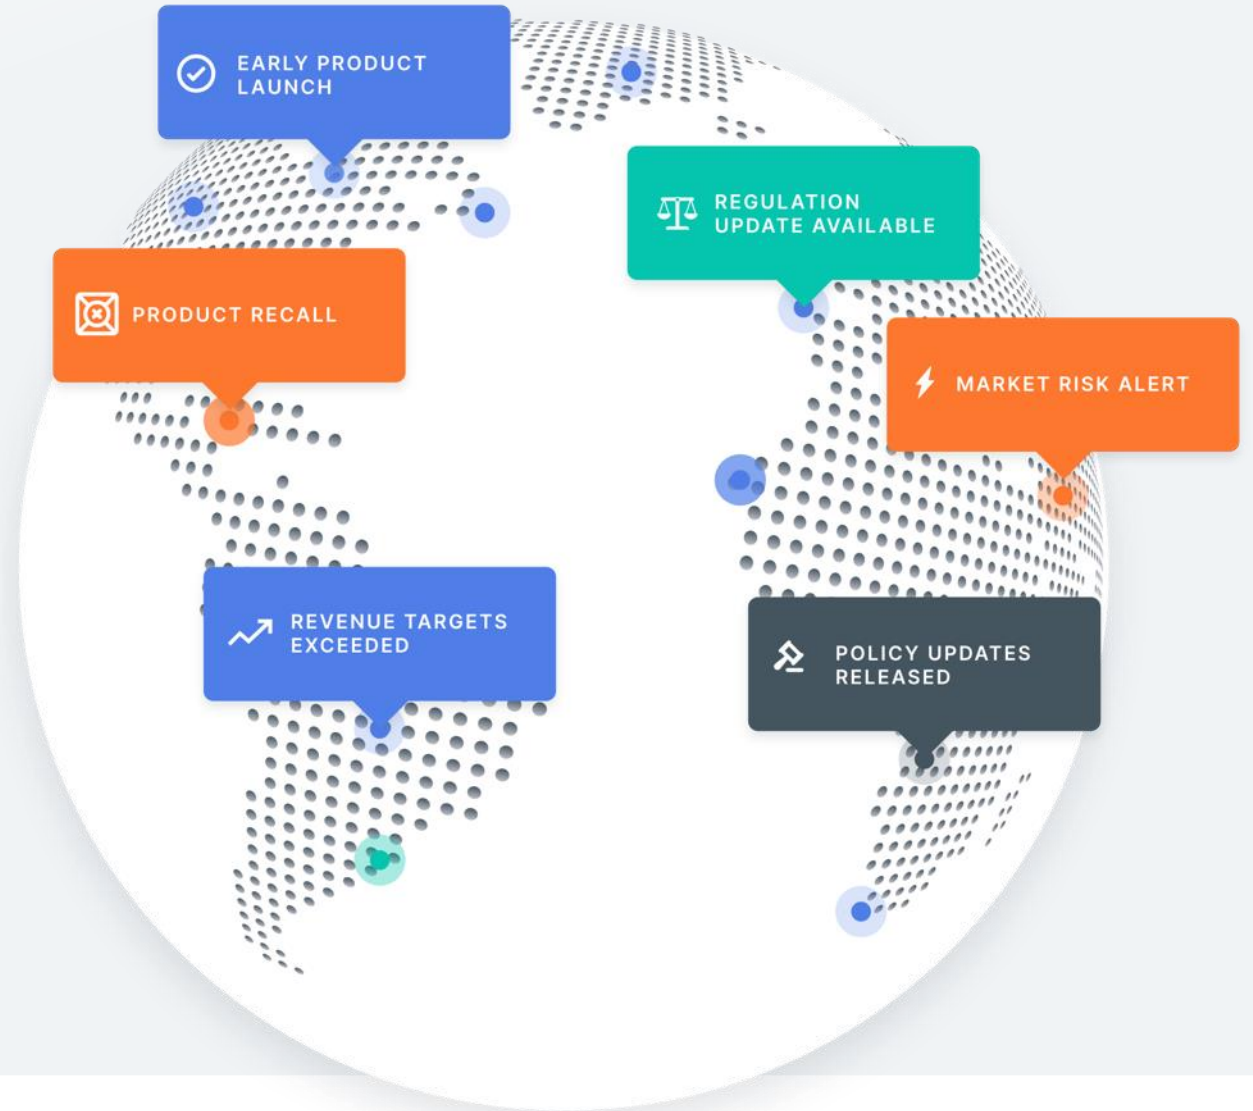 EARLY PRODUCT
LAUNCH
REGULATION
UPDATE AVAILABLE
PRODUCT RECALL
MARKET RISK ALERT
REVENUE TARGETS
EXCEEDED
POLICY UPDATES
RELEASED